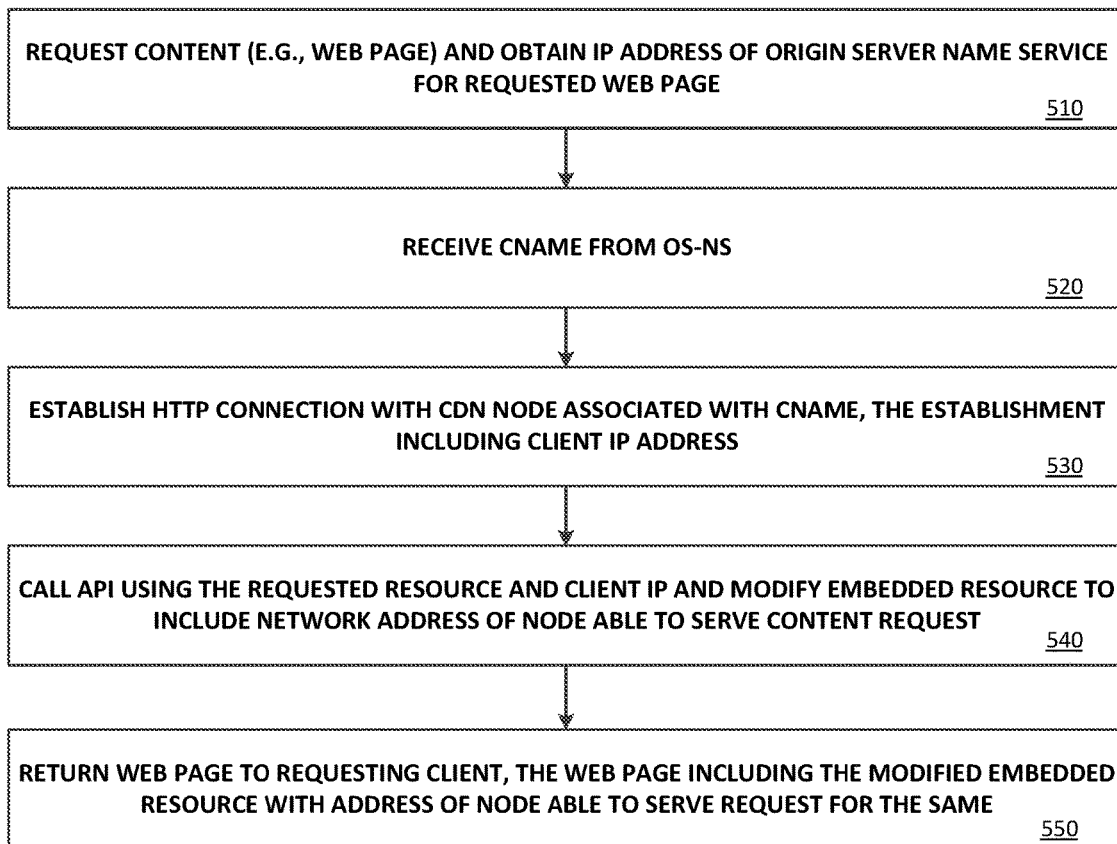 REQUEST CONTENT (E.G., WEB PAGE) AND OBTAIN IP ADDRESS OF ORIGIN SERVER NAME SERVICE
FOR REQUESTED WEB PAGE
510
RECEIVE CNAME FROM OS-NS
520
ESTABLISH HTTP CONNECTION WITH CDN NODE ASSOCIATED WITH CNAME, THE ESTABLISHMENT
INCLUDING CLIENT IP ADDRESS
530
CALL API USING THE REQUESTED RESOURCE AND CLIENT IP AND MODIFY EMBEDDED RESOURCE TO
INCLUDE NETWORK ADDRESS OF NODE ABLE TO SERVE CONTENT REQUEST
540
RETURN WEB PAGE TO REQUESTING CLIENT, THE WEB PAGE INCLUDING THE MODIFIED EMBEDDED
RESOURCE WITH ADDRESS OF NODE ABLE TO SERVE REQUEST FOR THE SAME
550